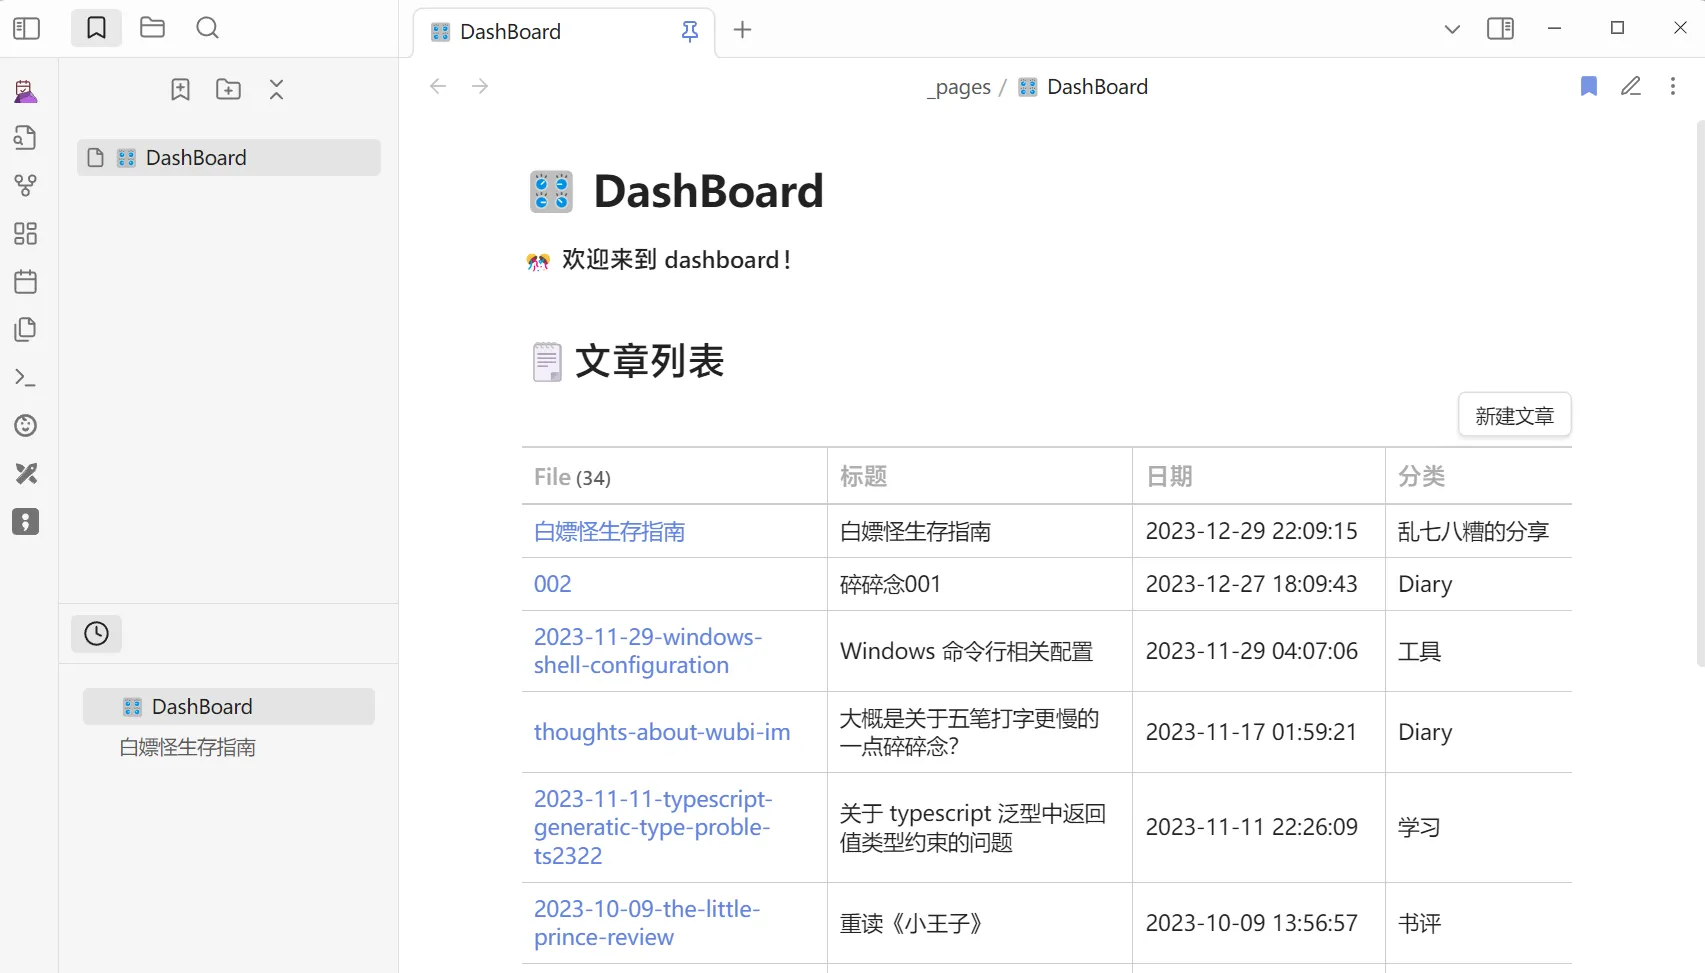 DashBoard
_pages / DashBoard
DashBoard
DashBoard
欢迎来到 dashboard！
文章列表
新建文章
File (34) 标题 日期 分类
白嫖怪生存指南 白嫖怪生存指南 2023-12-29 22:09:15 乱七八糟的分享
002 碎碎念001 2023-12-27 18:09:43 Diary
2023-11-29-windows-
shell-configuration Windows 命令行相关配置 2023-11-29 04:07:06 工具
thoughts-about-wubi-im 大概是关于五笔打字更慢的
一点碎碎念？ 2023-11-17 01:59:21 Diary
2023-11-11-typescript-
generatic-type-proble-
ts2322 关于 typescript 泛型中返回
值类型约束的问题 2023-11-11 22:26:09 学习
2023-10-09-the-little-
prince-review 重读《小王子》 2023-10-09 13:56:57 书评
DashBoard
白嫖怪生存指南